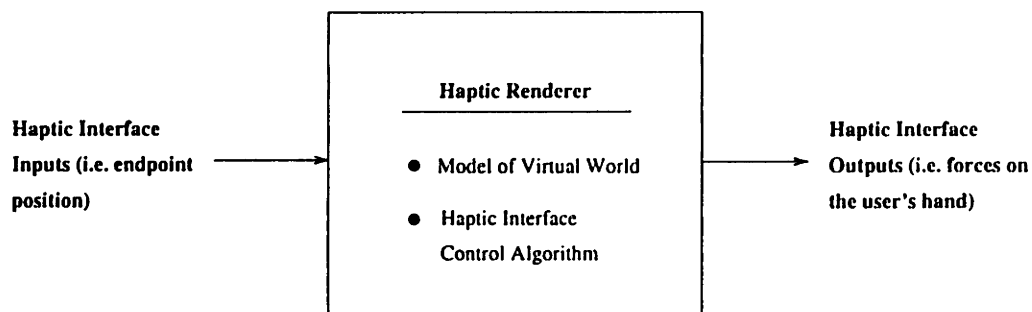 Haptic Interface
Inputs (i.e. endpoint
position)
Haptic Renderer
● Model of Virtual World
● Haptic Interface
Control Algorithm
Haptic Interface
Outputs (i.e. forces on
the user's hand)